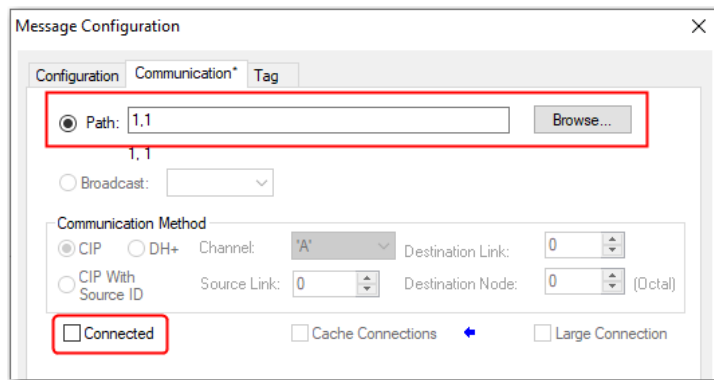 Message Configuration
Configuration Communication* Tag
Path: 1,1 Browse...
1, 1
Broadcast:
Communication Method
CIP DH+ Channel: 'A' Destination Link: 0
CIP With
Source ID Source Link: 0 Destination Node: 0 (Octal)
Connected Cache Connections Large Connection